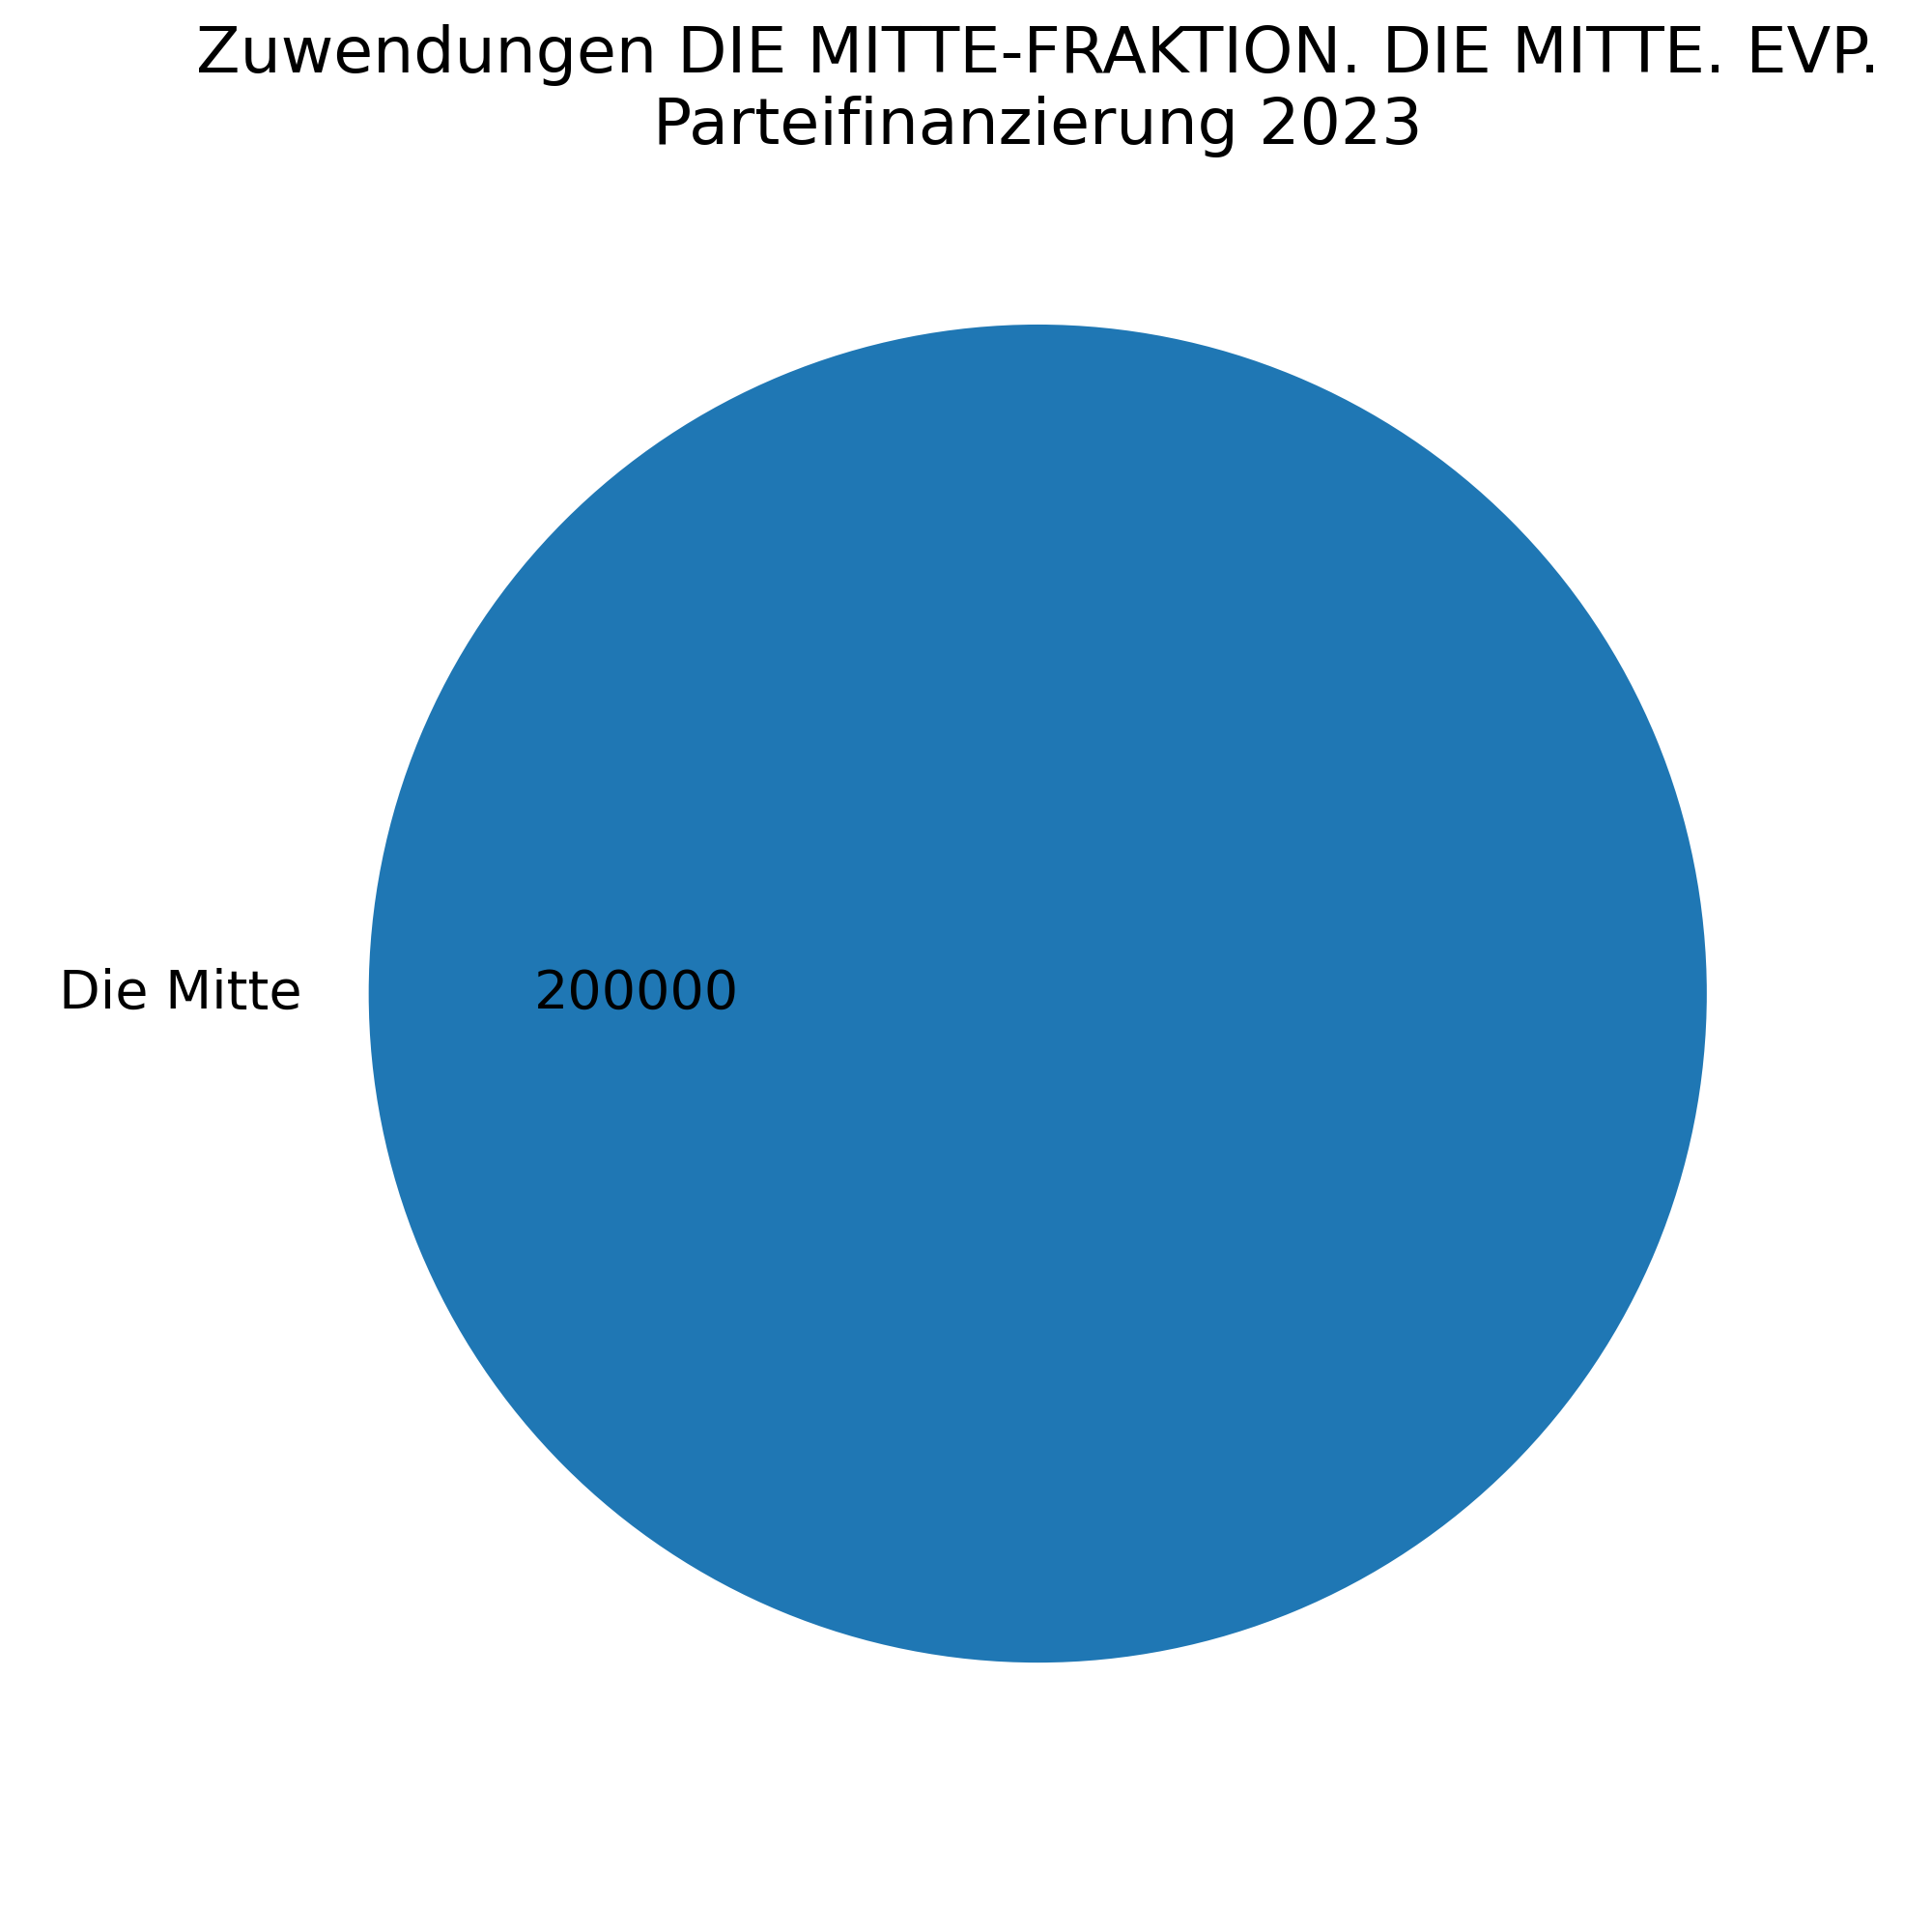 Zuwendungen DIE MITTE-FRAKTION. DIE MITTE. EVP.
Parteifinanzierung 2023
Die Mitte
200000